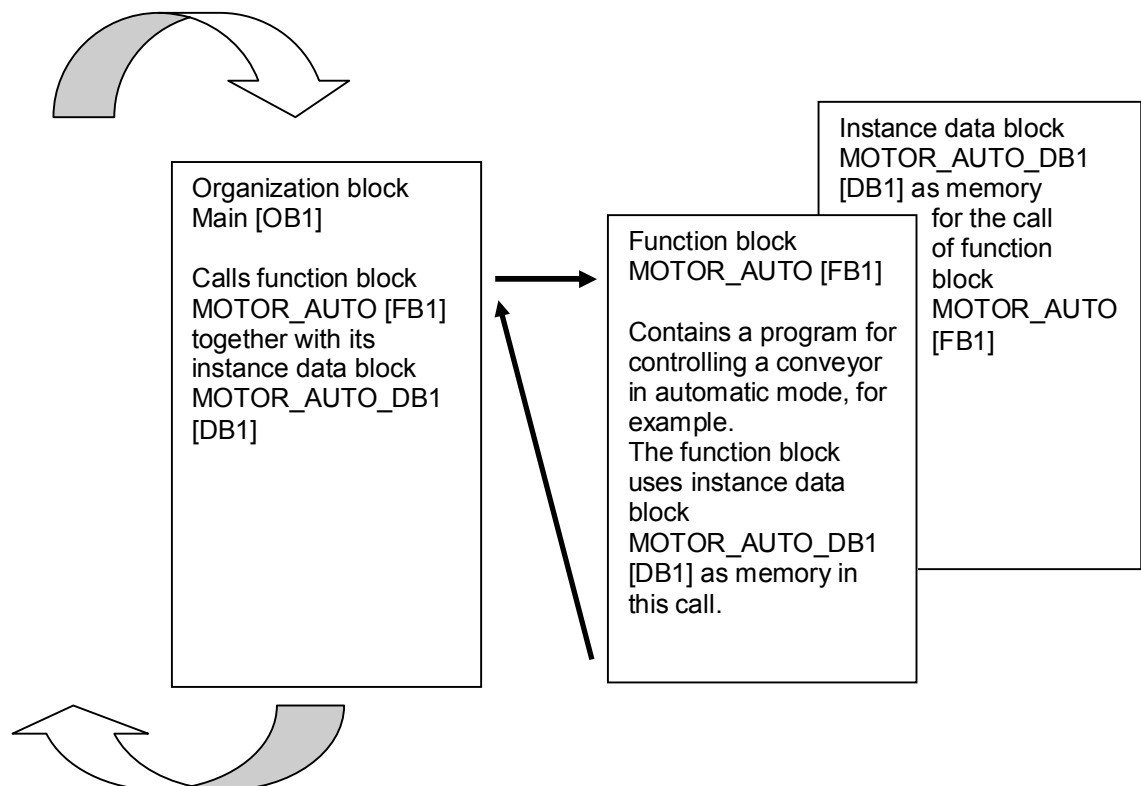 Organization block
Main [OB1]
Calls function block
MOTOR_AUTO [FB1]
together with its
instance data block
MOTOR_AUTO_DB1
[DB1]
Function block
MOTOR_AUTO [FB1]
Contains a program for
controlling a conveyor
in automatic mode, for
example.
The function block
uses instance data
block
MOTOR_AUTO_DB1
[DB1] as memory in
this call.
Instance data block
MOTOR_AUTO_DB1
[DB1] as memory
for the call
of function
block
MOTOR_AUTO
[FB1]